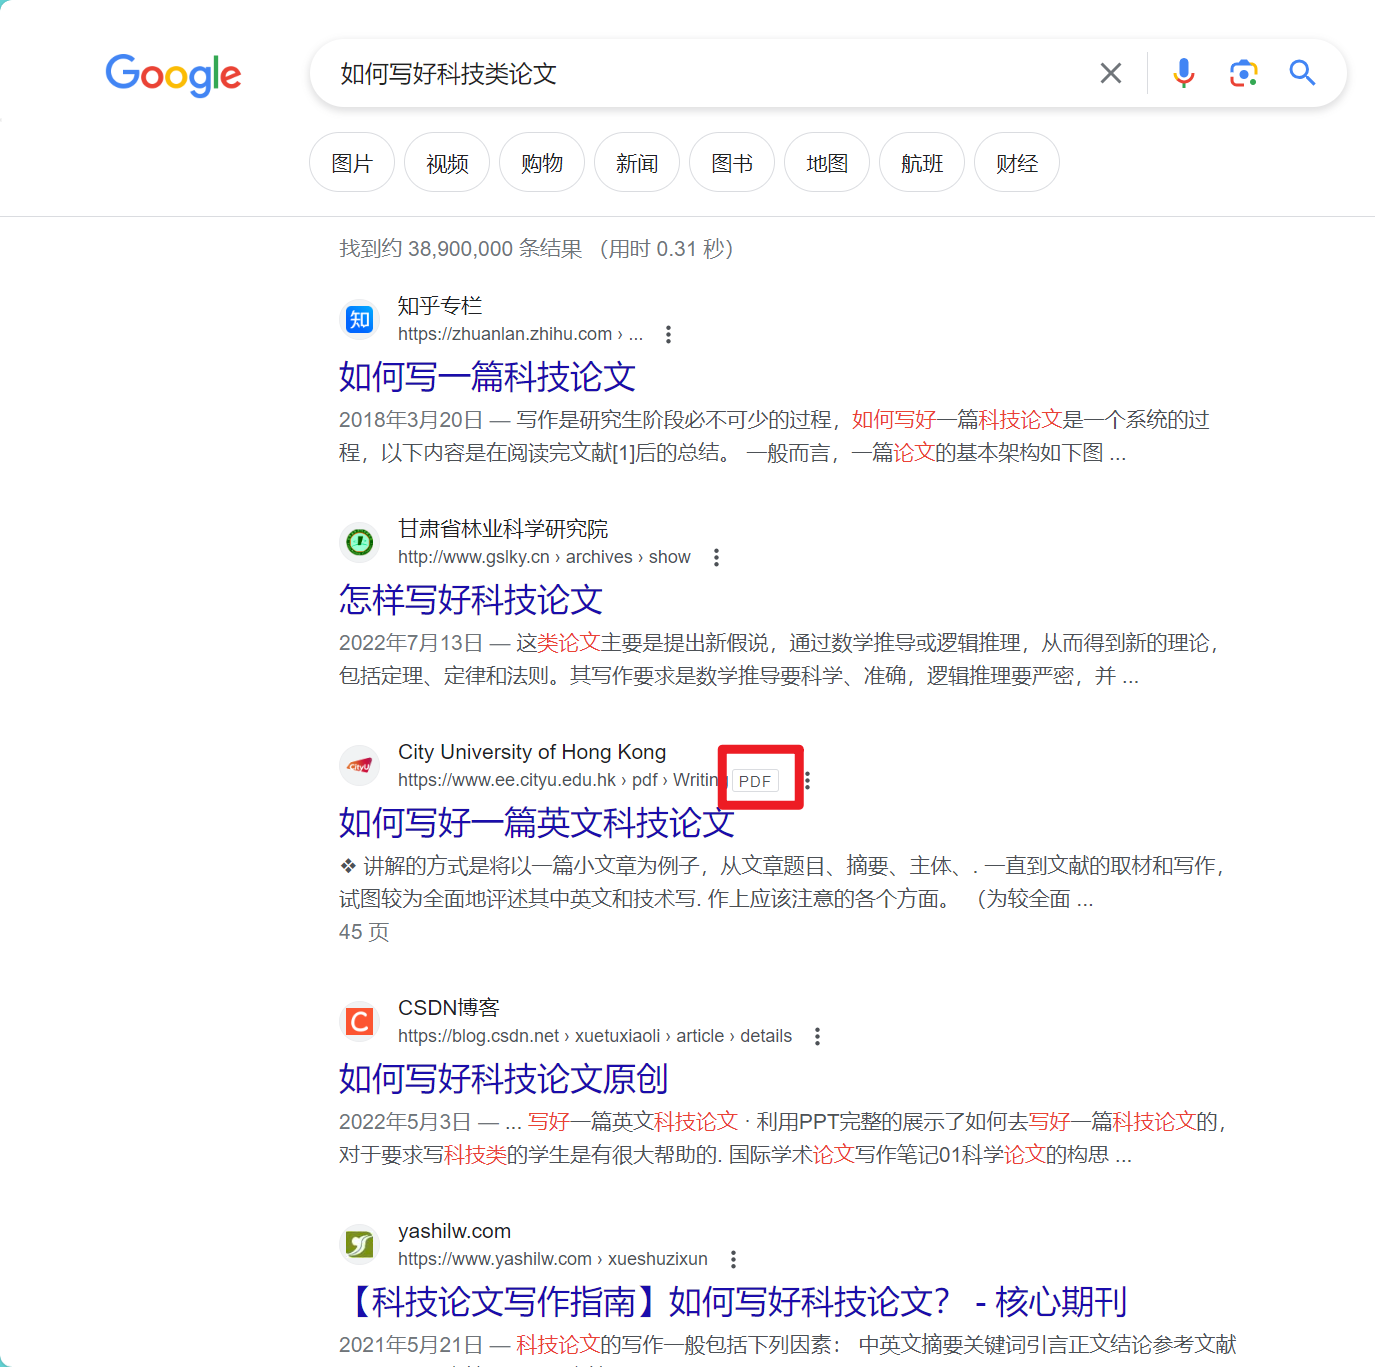 Google
如何写好科技类论文
图片 视频 购物 新闻 图书 地图 航班 财经
找到约 38,900,000 条结果 （用时 0.31 秒）
知
知乎专栏
https://zhuanlan.zhihu.com › ...
如何写一篇科技论文
2018年3月20日 — 写作是研究生阶段必不可少的过程，如何写好一篇科技论文是一个系统的过
程，以下内容是在阅读完文献[1]后的总结。 一般而言，一篇论文的基本架构如下图 ...
甘肃省林业科学研究院
http://www.gslky.cn › archives › show
怎样写好科技论文
2022年7月13日 — 这类论文主要是提出新假说，通过数学推导或逻辑推理，从而得到新的理论，
包括定理、定律和法则。其写作要求是数学推导要科学、准确，逻辑推理要严密，并 ...
CityU
City University of Hong Kong
https://www.ee.cityu.edu.hk › pdf › Writing PDF
如何写好一篇英文科技论文
❖ 讲解的方式是将以一篇小文章为例子，从文章题目、摘要、主体、. 一直到文献的取材和写作，
试图较为全面地评述其中英文和技术写. 作上应该注意的各个方面。 （为较全面 ...
45 页
C
CSDN博客
https://blog.csdn.net › xuetuxiaoli › article › details
如何写好科技论文原创
2022年5月3日 — ... 写好一篇英文科技论文 · 利用PPT完整的展示了如何去写好一篇科技论文的，
对于要求写科技类的学生是有很大帮助的. 国际学术论文写作笔记01科学论文的构思 ...
yashilw.com
https://www.yashilw.com › xueshuzixun
【科技论文写作指南】如何写好科技论文？ - 核心期刊
2021年5月21日 — 科技论文的写作一般包括下列因素： 中英文摘要关键词引言正文结论参考文献